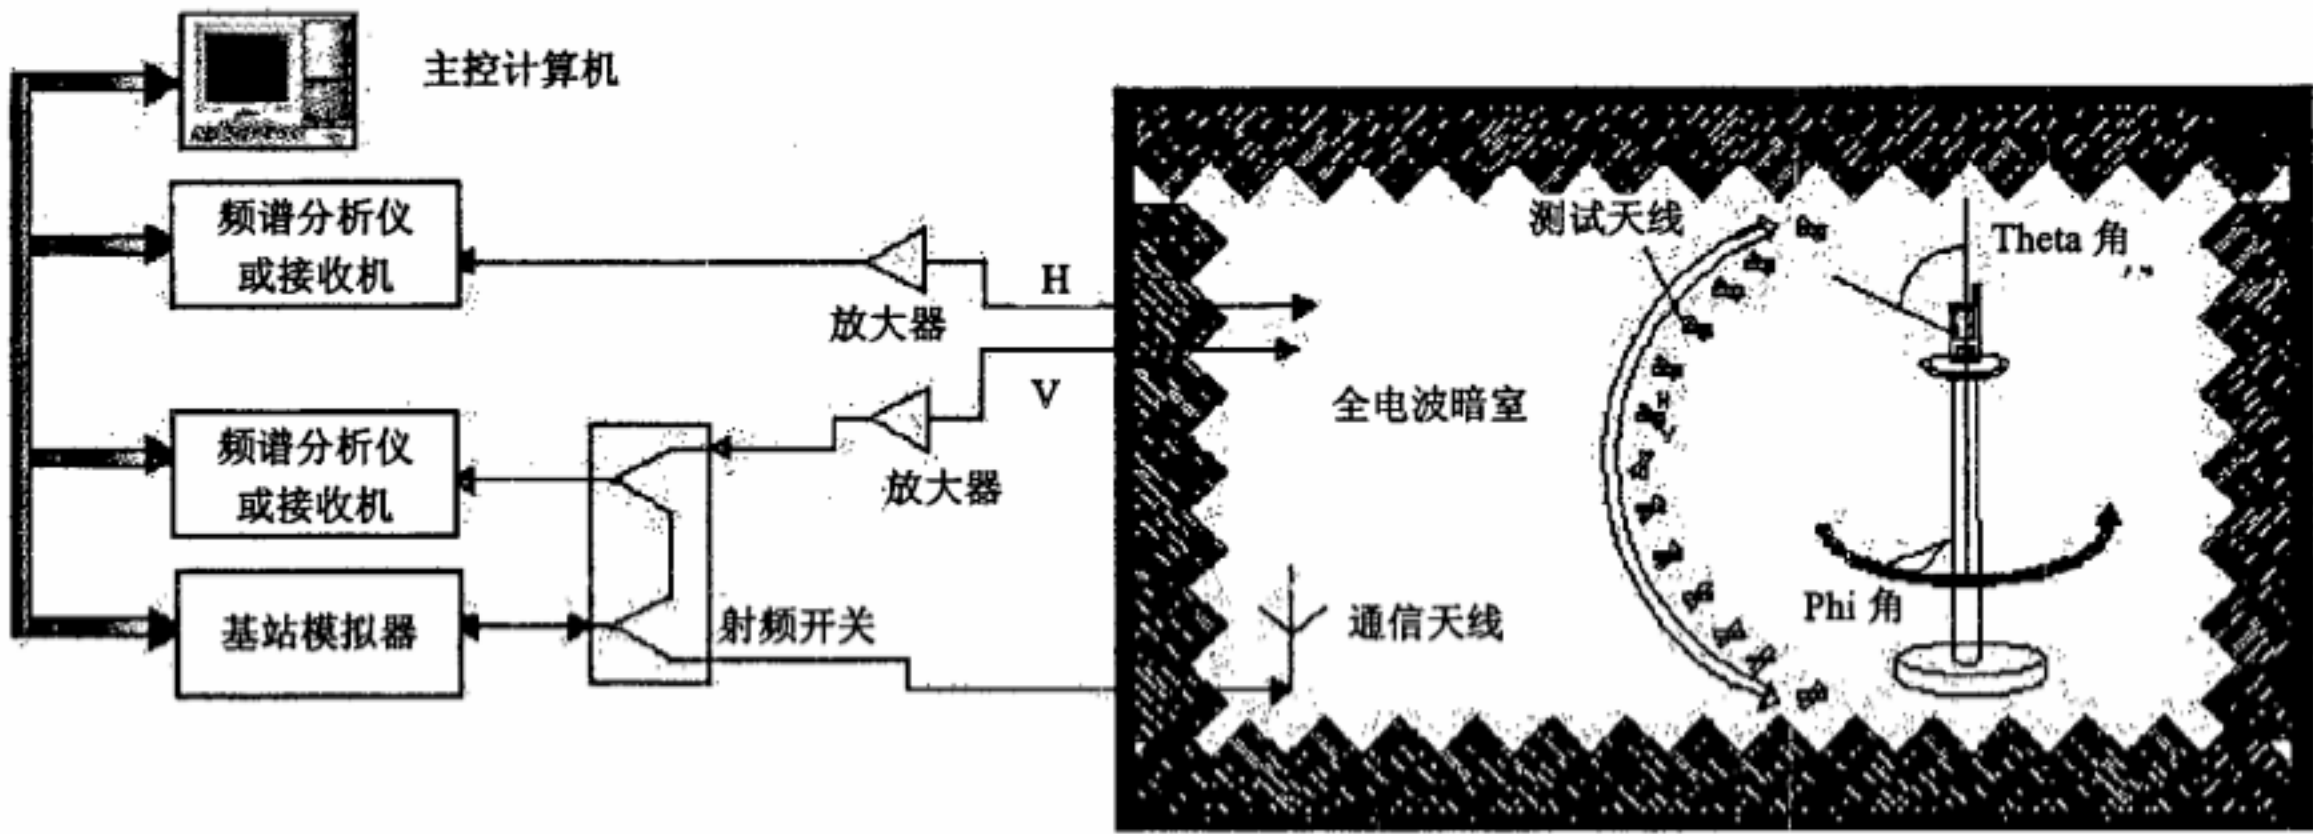 主控计算机
频谱分析仪
或接收机
放大器
H
V
频谱分析仪
或接收机
放大器
基站模拟器
射频开关
测试天线
Theta 角
全电波暗室
通信天线
Phi 角